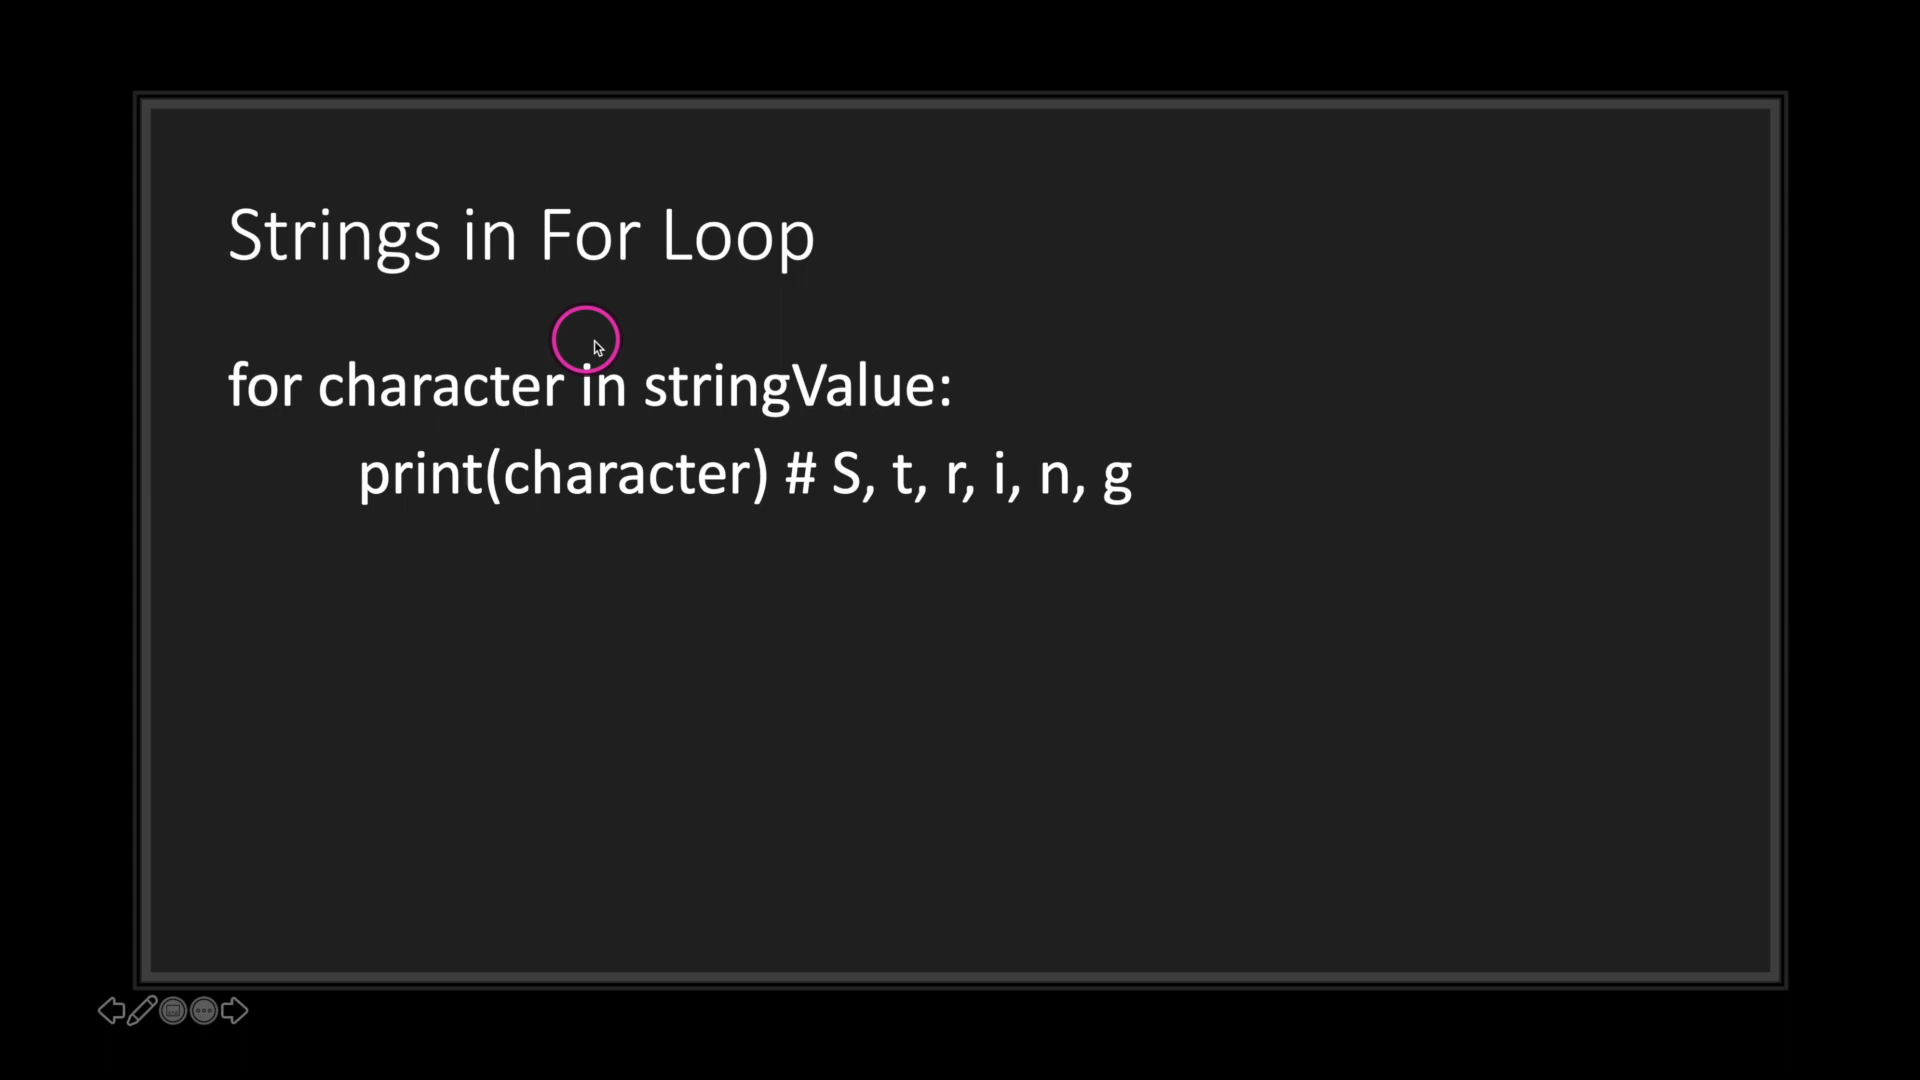 Strings in For Loop
for character in stringValue:
print(character) # S, t, r, i, n, g